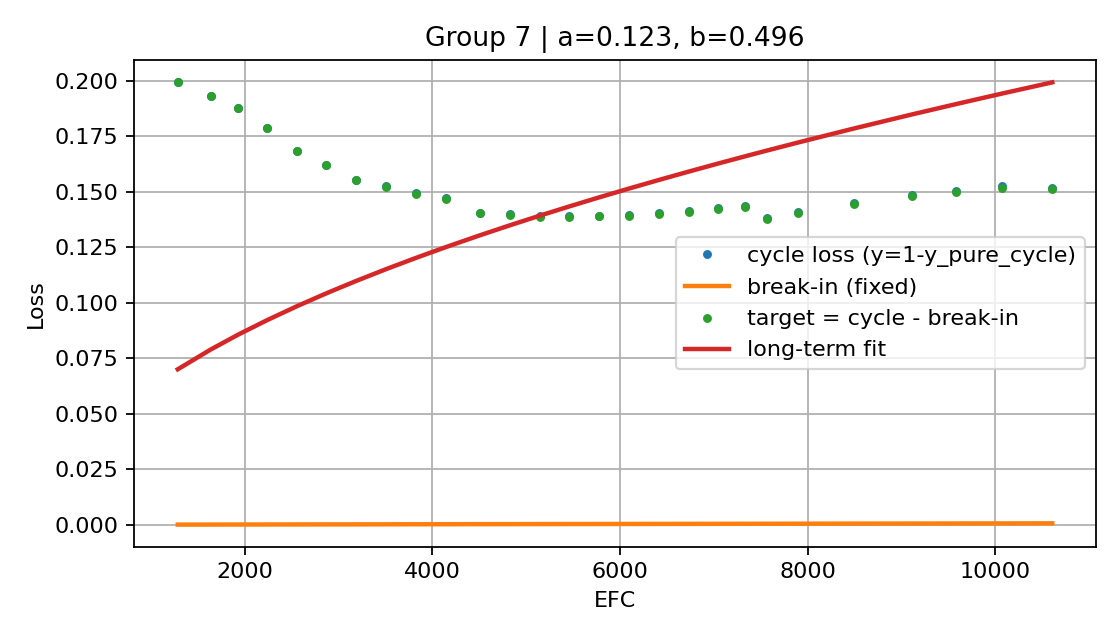 Group 7 | a=0.123, b=0.496
0.200
0.175
0.150
0.125
0.100
0.075
0.050
0.025
0.000
Loss
cycle loss (y=1-y_pure_cycle)
break-in (fixed)
target = cycle - break-in
long-term fit
2000 4000 6000 8000 10000
EFC